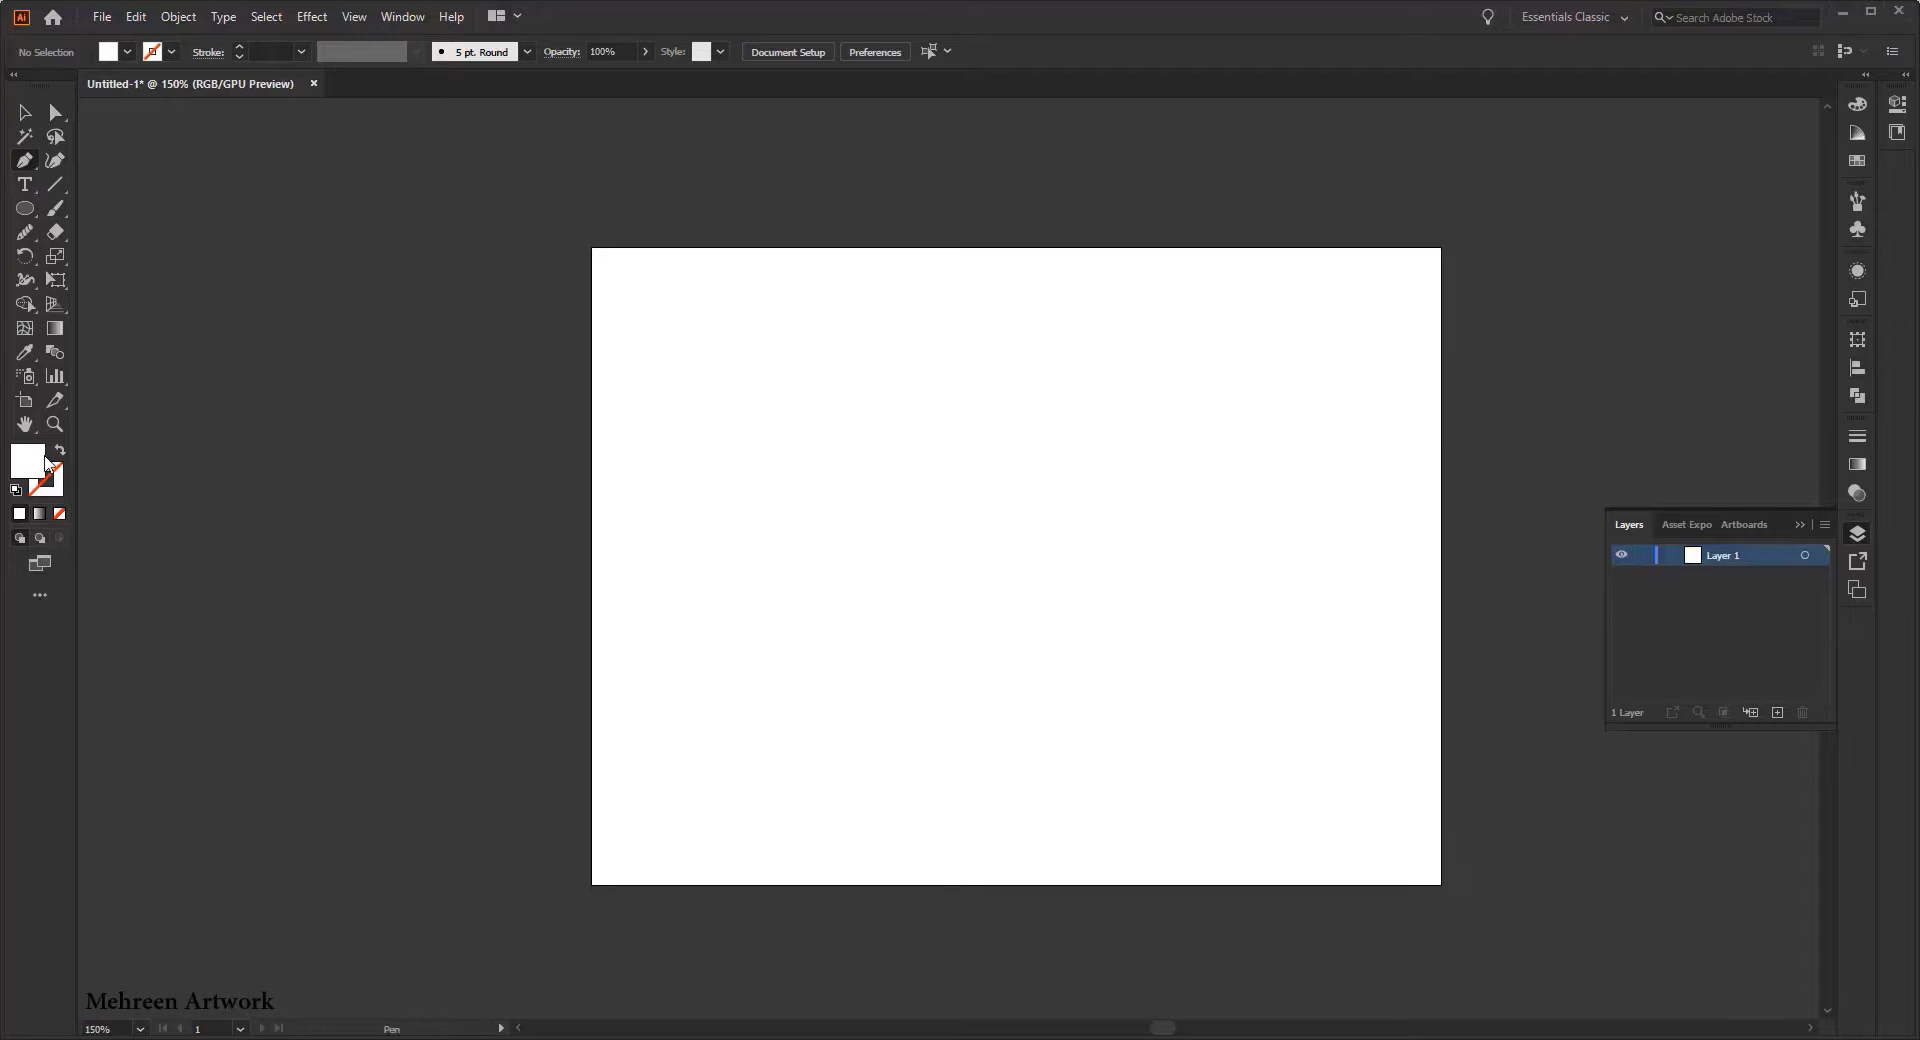 Ai File Edit Object Type Select Effect View Window Help Essentials Classic Search Adobe Stock
No Selection Stroke: 5 pt. Round Opacity: 100% Style: Document Setup Preferences
Untitled-1* @ 150% (RGB/GPU Preview)
Layers Asset Expo Artboards
Layer 1
1 Layer
Mehreen Artwork
150% 1 Pen